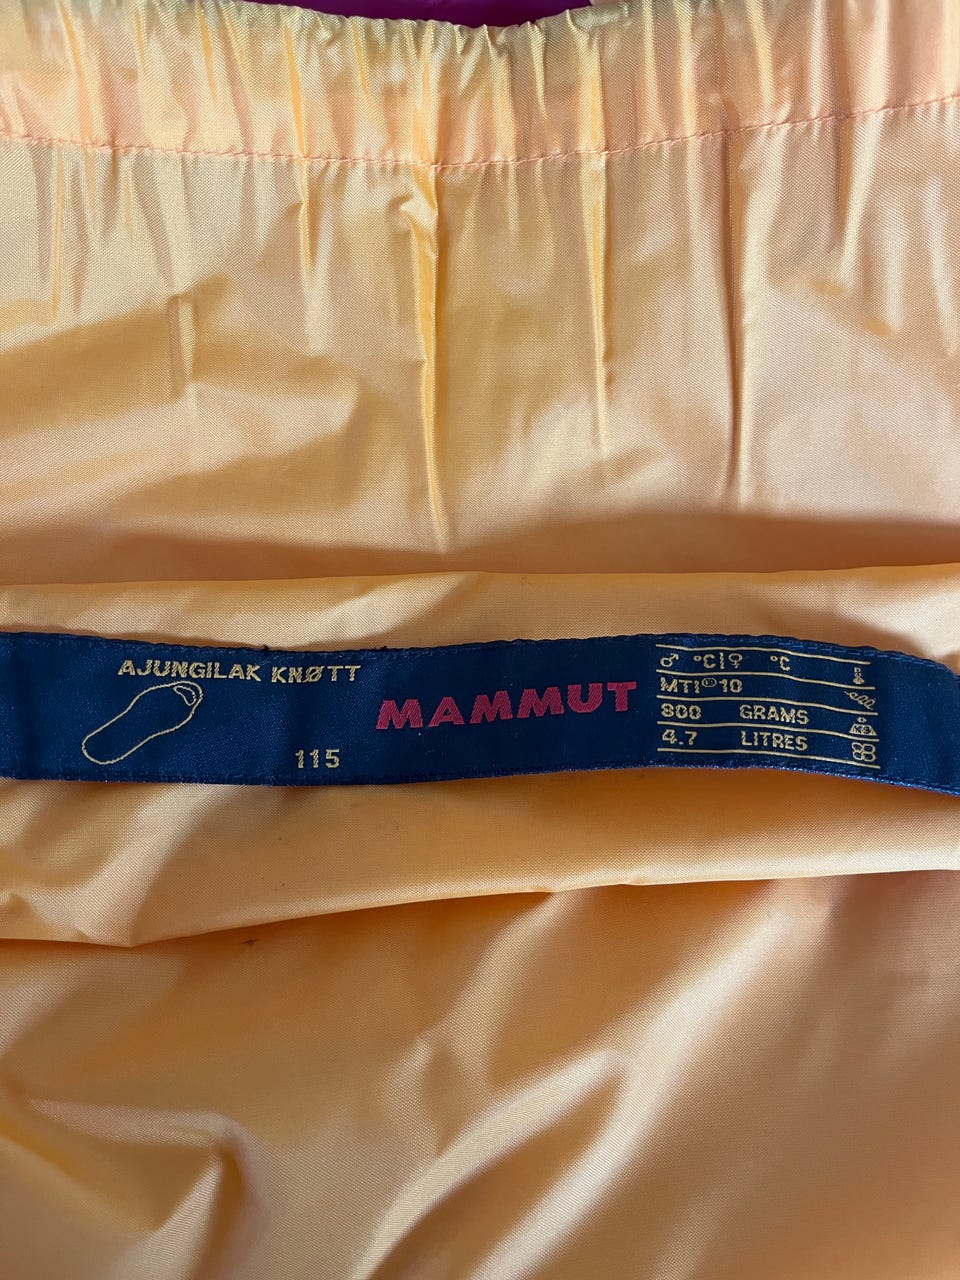 AJUNGILAK KNØTT
115
MAMMUT
♂ °C | ♀ °C
MTI 10
800 GRAMS
4.7 LITRES